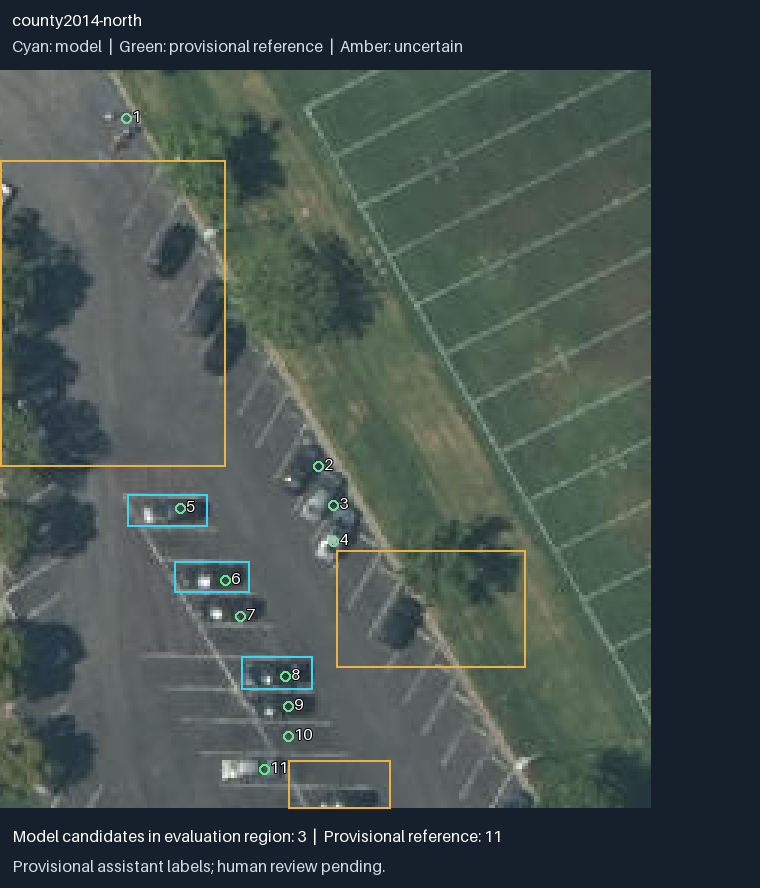 county2014-north
Cyan: model | Green: provisional reference | Amber: uncertain
1
2
3
4
5
6
7
8
9
10
11
Model candidates in evaluation region: 3 | Provisional reference: 11
Provisional assistant labels; human review pending.